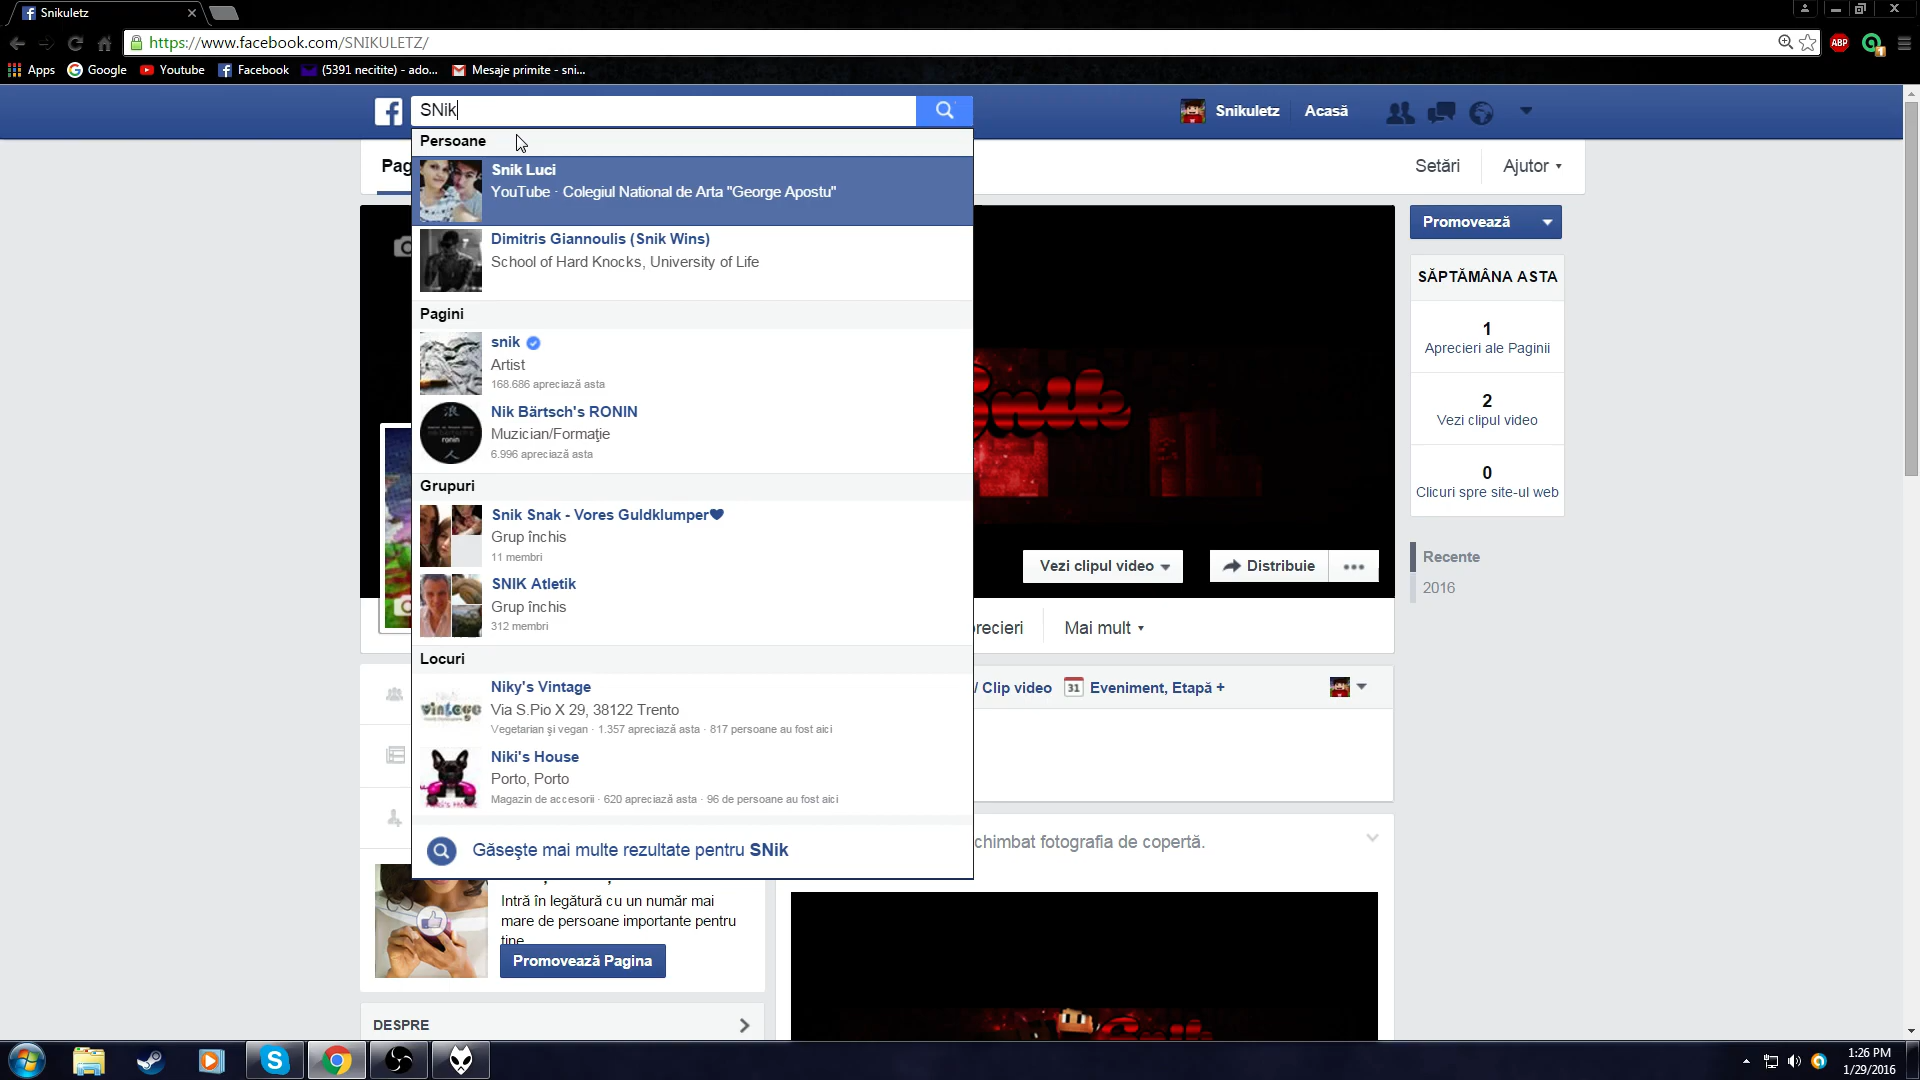 Snikuletz
https://www.facebook.com/SNIKULETZ/
ABP
1
Apps
Google
Youtube
Facebook
(5391 necitite) - ado...
Mesaje primite - sni...
SNik
Snikuletz
Acasă
Persoane
Snik Luci
YouTube · Colegiul National de Arta "George Apostu"
Dimitris Giannoulis (Snik Wins)
School of Hard Knocks, University of Life
Pagini
snik
Artist
168.686 apreciază asta
Nik Bärtsch's RONIN
Muzician/Formaţie
6.996 apreciază asta
Grupuri
Snik Snak - Vores Guldklumper
Grup închis
11 membri
SNIK Atletik
Grup închis
312 membri
Locuri
Niky's Vintage
Via S.Pio X 29, 38122 Trento
Vegetarian şi vegan · 1.357 apreciază asta · 817 persoane au fost aici
Niki's House
Porto, Porto
Magazin de accesorii · 620 apreciază asta · 96 de persoane au fost aici
Găseşte mai multe rezultate pentru SNik
Pag
Setări
Ajutor
Promovează
SĂPTĂMÂNA ASTA
1
Aprecieri ale Paginii
2
Vezi clipul video
0
Clicuri spre site-ul web
Recente
2016
Vezi clipul video
Distribuie
recieri
Mai mult
/ Clip video
31
Eveniment, Etapă +
chimbat fotografia de copertă.
Intră în legătură cu un număr mai
mare de persoane importante pentru
tine
Promovează Pagina
DESPRE
1:26 PM
1/29/2016